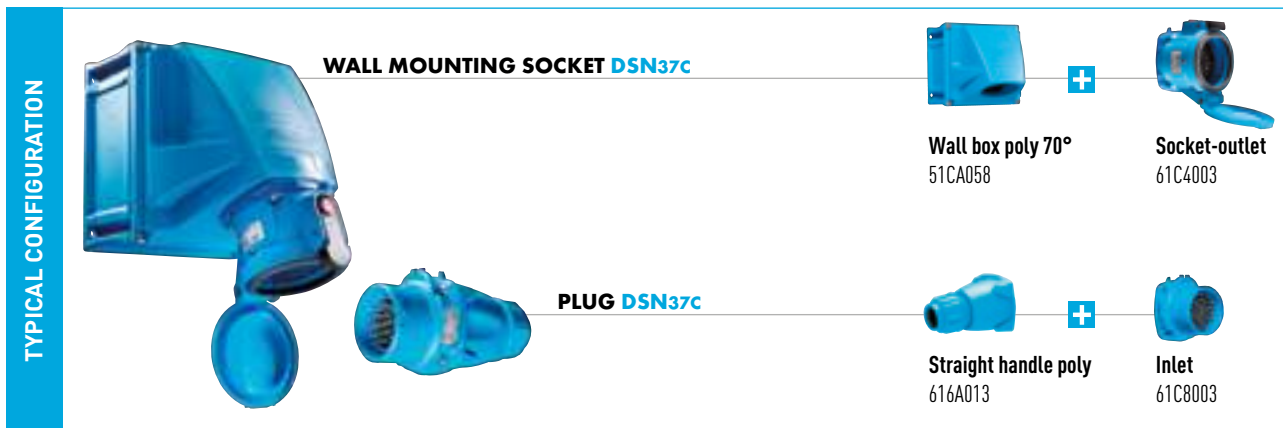 TYPICAL CONFIGURATION
WALL MOUNTING SOCKET DSN37C
Wall box poly 70°
51CA058
Socket-outlet
61C4003
PLUG DSN37C
Straight handle poly
616A013
Inlet
61C8003